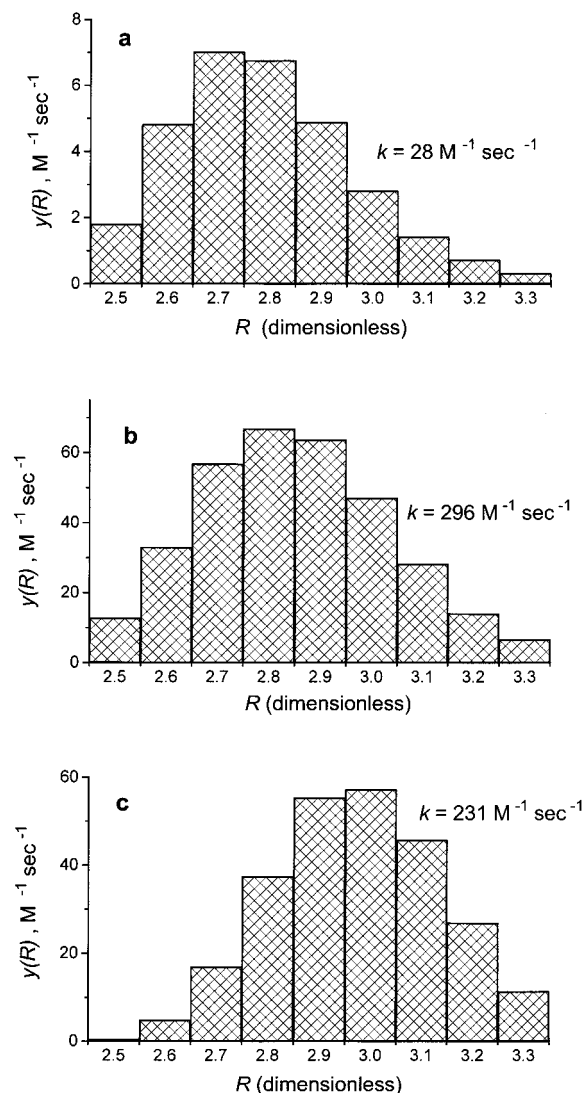 a
8
6
4
2
0
y(R) , M ⁻¹ sec ⁻¹
k = 28 M ⁻¹ sec ⁻¹
2.5 2.6 2.7 2.8 2.9 3.0 3.1 3.2 3.3
R (dimensionless)
b
60
40
20
0
y(R) , M ⁻¹ sec ⁻¹
k = 296 M ⁻¹ sec ⁻¹
2.5 2.6 2.7 2.8 2.9 3.0 3.1 3.2 3.3
R (dimensionless)
c
60
40
20
0
y(R) , M ⁻¹ sec ⁻¹
k = 231 M ⁻¹ sec ⁻¹
2.5 2.6 2.7 2.8 2.9 3.0 3.1 3.2 3.3
R (dimensionless)